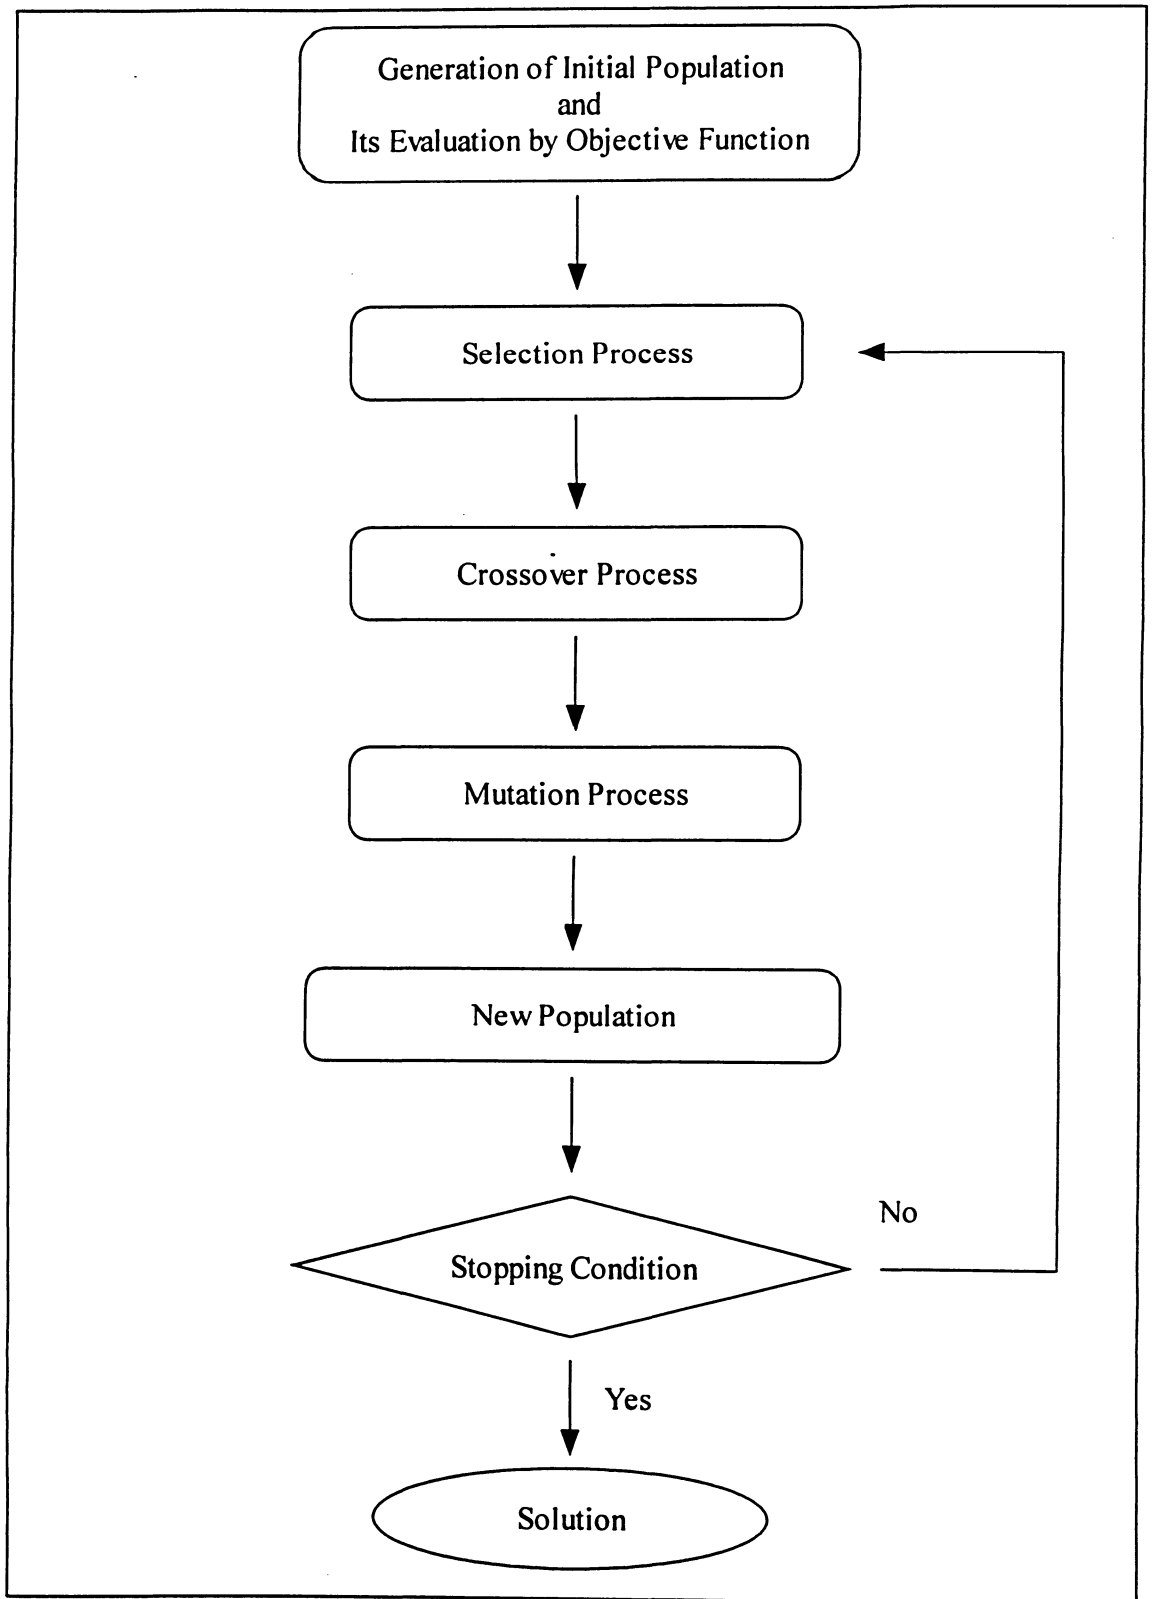 Generation of Initial Population
and
Its Evaluation by Objective Function
Selection Process
Crossover Process
Mutation Process
New Population
No
Stopping Condition
Yes
Solution